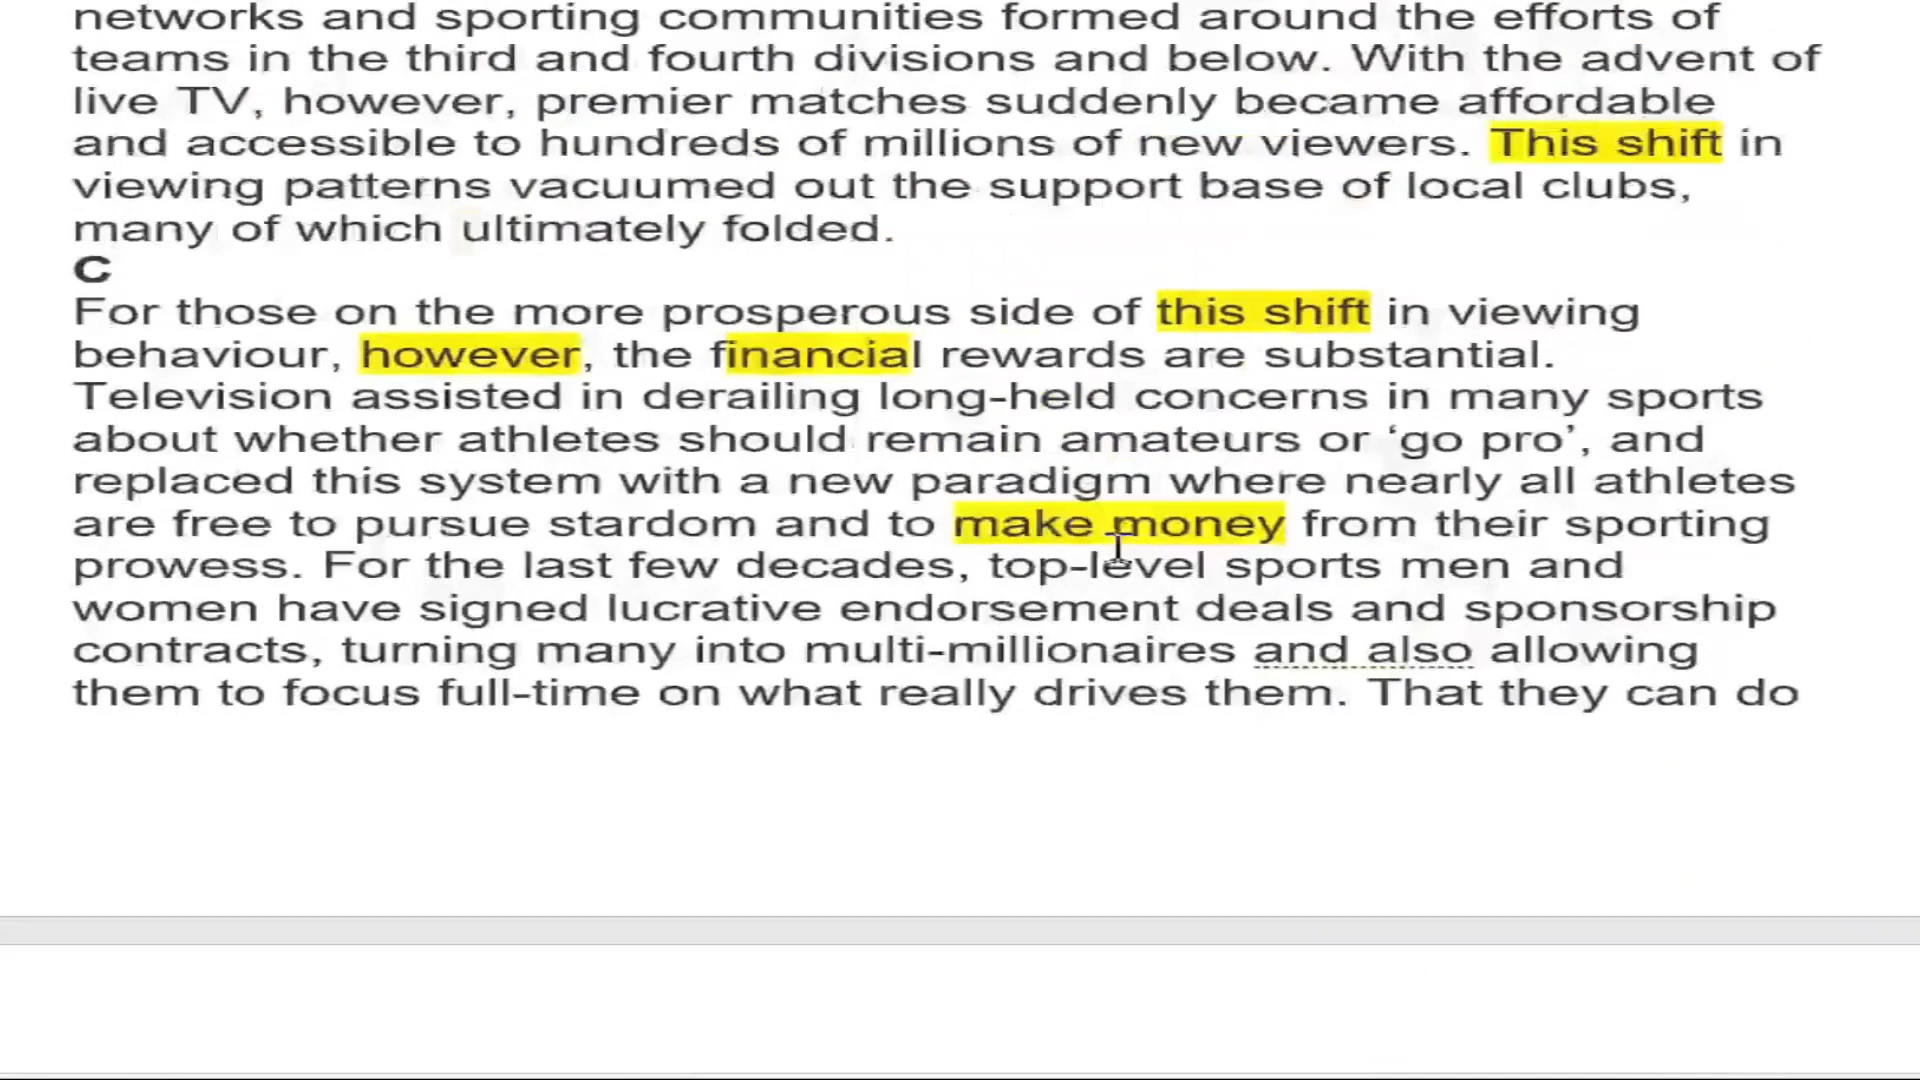 networks and sporting communities formed around the efforts of
teams in the third and fourth divisions and below. With the advent of
live TV, however, premier matches suddenly became affordable
and accessible to hundreds of millions of new viewers. This shift in
viewing patterns vacuumed out the support base of local clubs,
many of which ultimately folded.
C
For those on the more prosperous side of this shift in viewing
behaviour, however, the financial rewards are substantial.
Television assisted in derailing long-held concerns in many sports
about whether athletes should remain amateurs or ‘go pro’, and
replaced this system with a new paradigm where nearly all athletes
are free to pursue stardom and to make money from their sporting
prowess. For the last few decades, top-level sports men and
women have signed lucrative endorsement deals and sponsorship
contracts, turning many into multi-millionaires and also allowing
them to focus full-time on what really drives them. That they can do